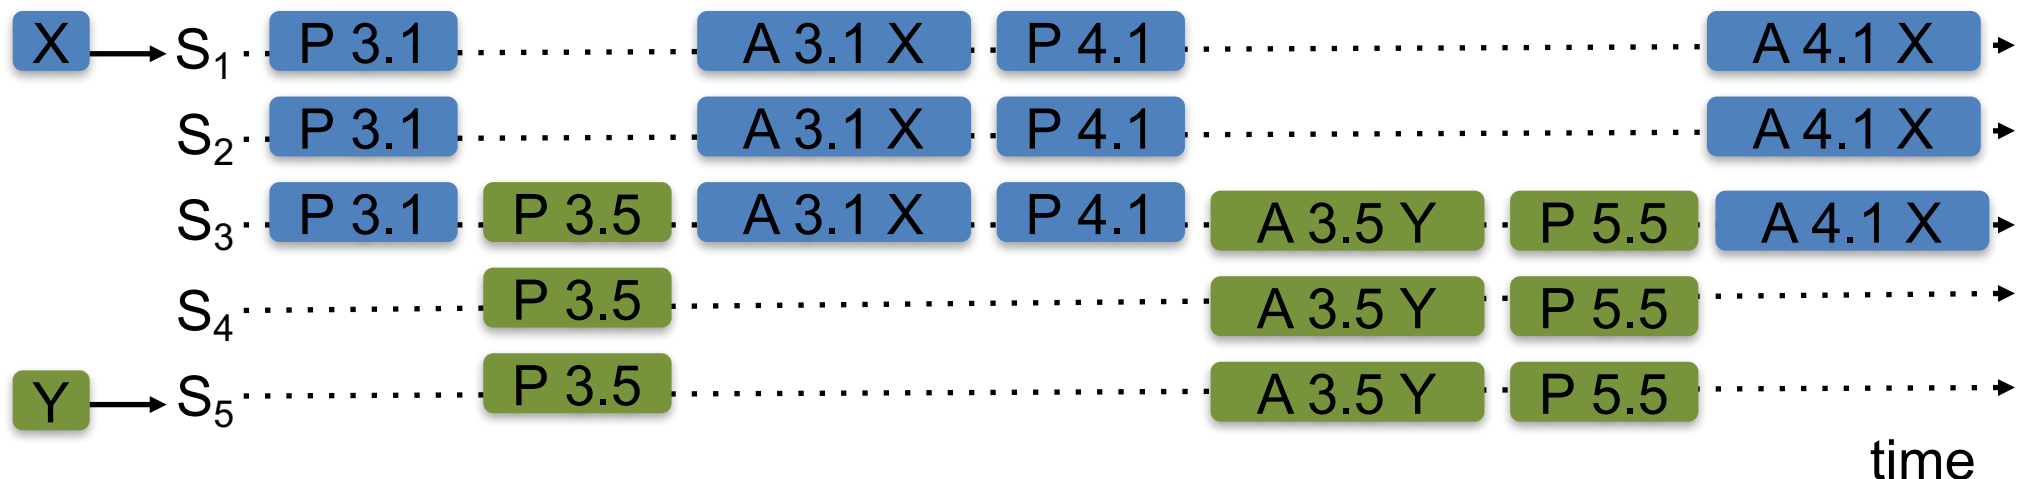 X S₁ P 3.1 A 3.1 X P 4.1 A 4.1 X
S₂ P 3.1 A 3.1 X P 4.1 A 4.1 X
S₃ P 3.1 P 3.5 A 3.1 X P 4.1 A 3.5 Y P 5.5 A 4.1 X
S₄ P 3.5 A 3.5 Y P 5.5
Y S₅ P 3.5 A 3.5 Y P 5.5
time